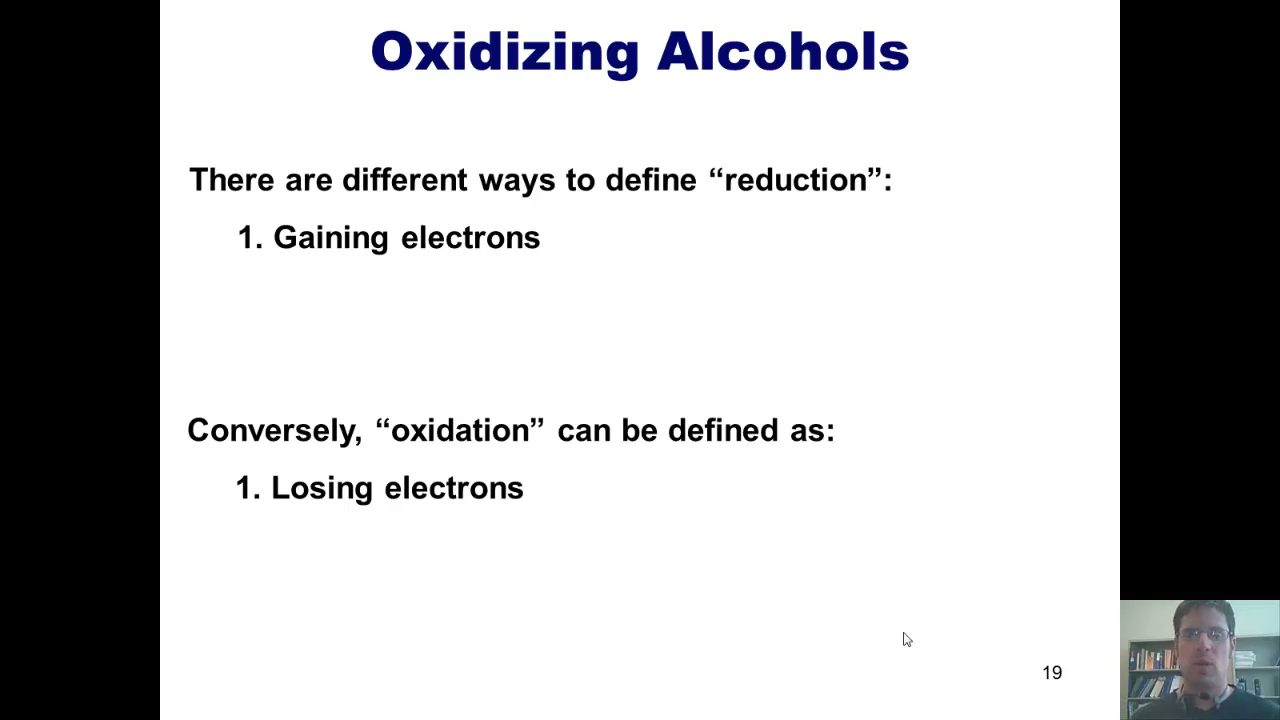 Oxidizing Alcohols
There are different ways to define “reduction”:
1. Gaining electrons
Conversely, “oxidation” can be defined as:
1. Losing electrons
19